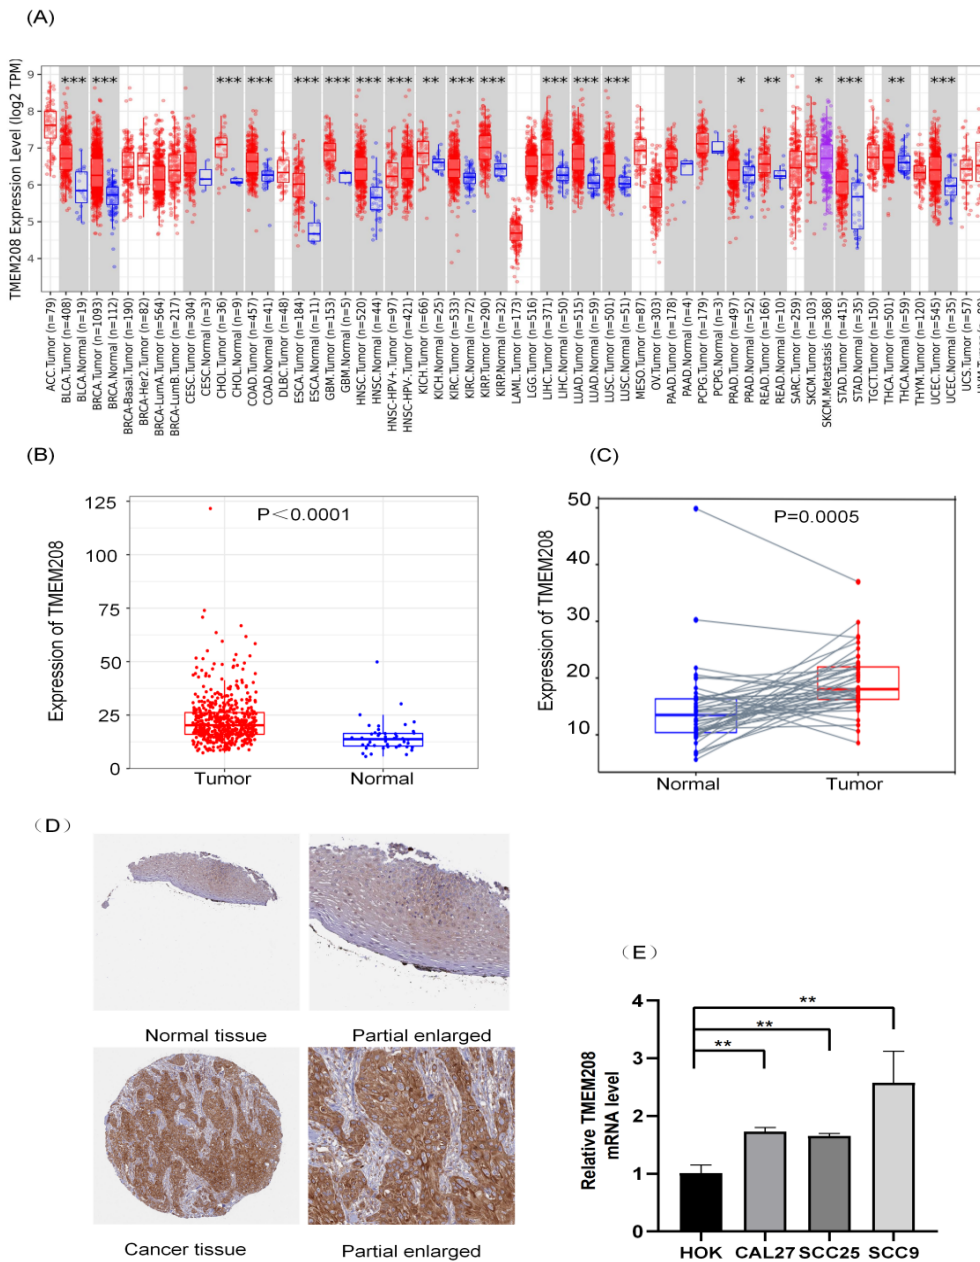 (A)
TMEM208 Expression Level (log2 TPM)
9
8
7
6
5
4
*** *** *** *** *** *** *** *** ** *** *** *** *** *** * ** * *** ** ***
ACC.Tumor (n=79)
BLCA.Tumor (n=408)
BLCA.Normal (n=19)
BRCA.Tumor (n=1093)
BRCA.Normal (n=112)
BRCA-Basal.Tumor (n=190)
BRCA-Her2.Tumor (n=82)
BRCA-LumA.Tumor (n=564)
BRCA-LumB.Tumor (n=217)
CESC.Tumor (n=304)
CESC.Normal (n=3)
CHOL.Tumor (n=36)
CHOL.Normal (n=9)
COAD.Tumor (n=457)
COAD.Normal (n=41)
DLBC.Tumor (n=48)
ESCA.Tumor (n=184)
ESCA.Normal (n=11)
GBM.Tumor (n=153)
GBM.Normal (n=5)
HNSC.Tumor (n=520)
HNSC.Normal (n=44)
HNSC-HPV+.Tumor (n=97)
HNSC-HPV-.Tumor (n=421)
KICH.Tumor (n=66)
KICH.Normal (n=25)
KIRC.Tumor (n=533)
KIRC.Normal (n=72)
KIRP.Tumor (n=290)
KIRP.Normal (n=32)
LAML.Tumor (n=173)
LGG.Tumor (n=516)
LIHC.Tumor (n=371)
LIHC.Normal (n=50)
LUAD.Tumor (n=515)
LUAD.Normal (n=59)
LUSC.Tumor (n=501)
LUSC.Normal (n=51)
MESO.Tumor (n=87)
OV.Tumor (n=303)
PAAD.Tumor (n=178)
PAAD.Normal (n=4)
PCPG.Tumor (n=179)
PCPG.Normal (n=3)
PRAD.Tumor (n=497)
PRAD.Normal (n=52)
READ.Tumor (n=166)
READ.Normal (n=10)
SARC.Tumor (n=259)
SKCM.Tumor (n=103)
SKCM.Metastasis (n=368)
STAD.Tumor (n=415)
STAD.Normal (n=35)
TGCT.Tumor (n=150)
THCA.Tumor (n=501)
THCA.Normal (n=59)
THYM.Tumor (n=120)
UCEC.Tumor (n=545)
UCEC.Normal (n=35)
UCS.Tumor (n=57)
(B)
P<0.0001
Expression of TMEM208
125
100
75
50
25
0
Tumor
Normal
(C)
P=0.0005
Expression of TMEM208
50
40
30
20
10
Normal
Tumor
（D）
Normal tissue
Partial enlarged
Cancer tissue
Partial enlarged
（E）
Relative TMEM208
mRNA level
4
3
2
1
0
**
**
**
HOK
CAL27
SCC25
SCC9